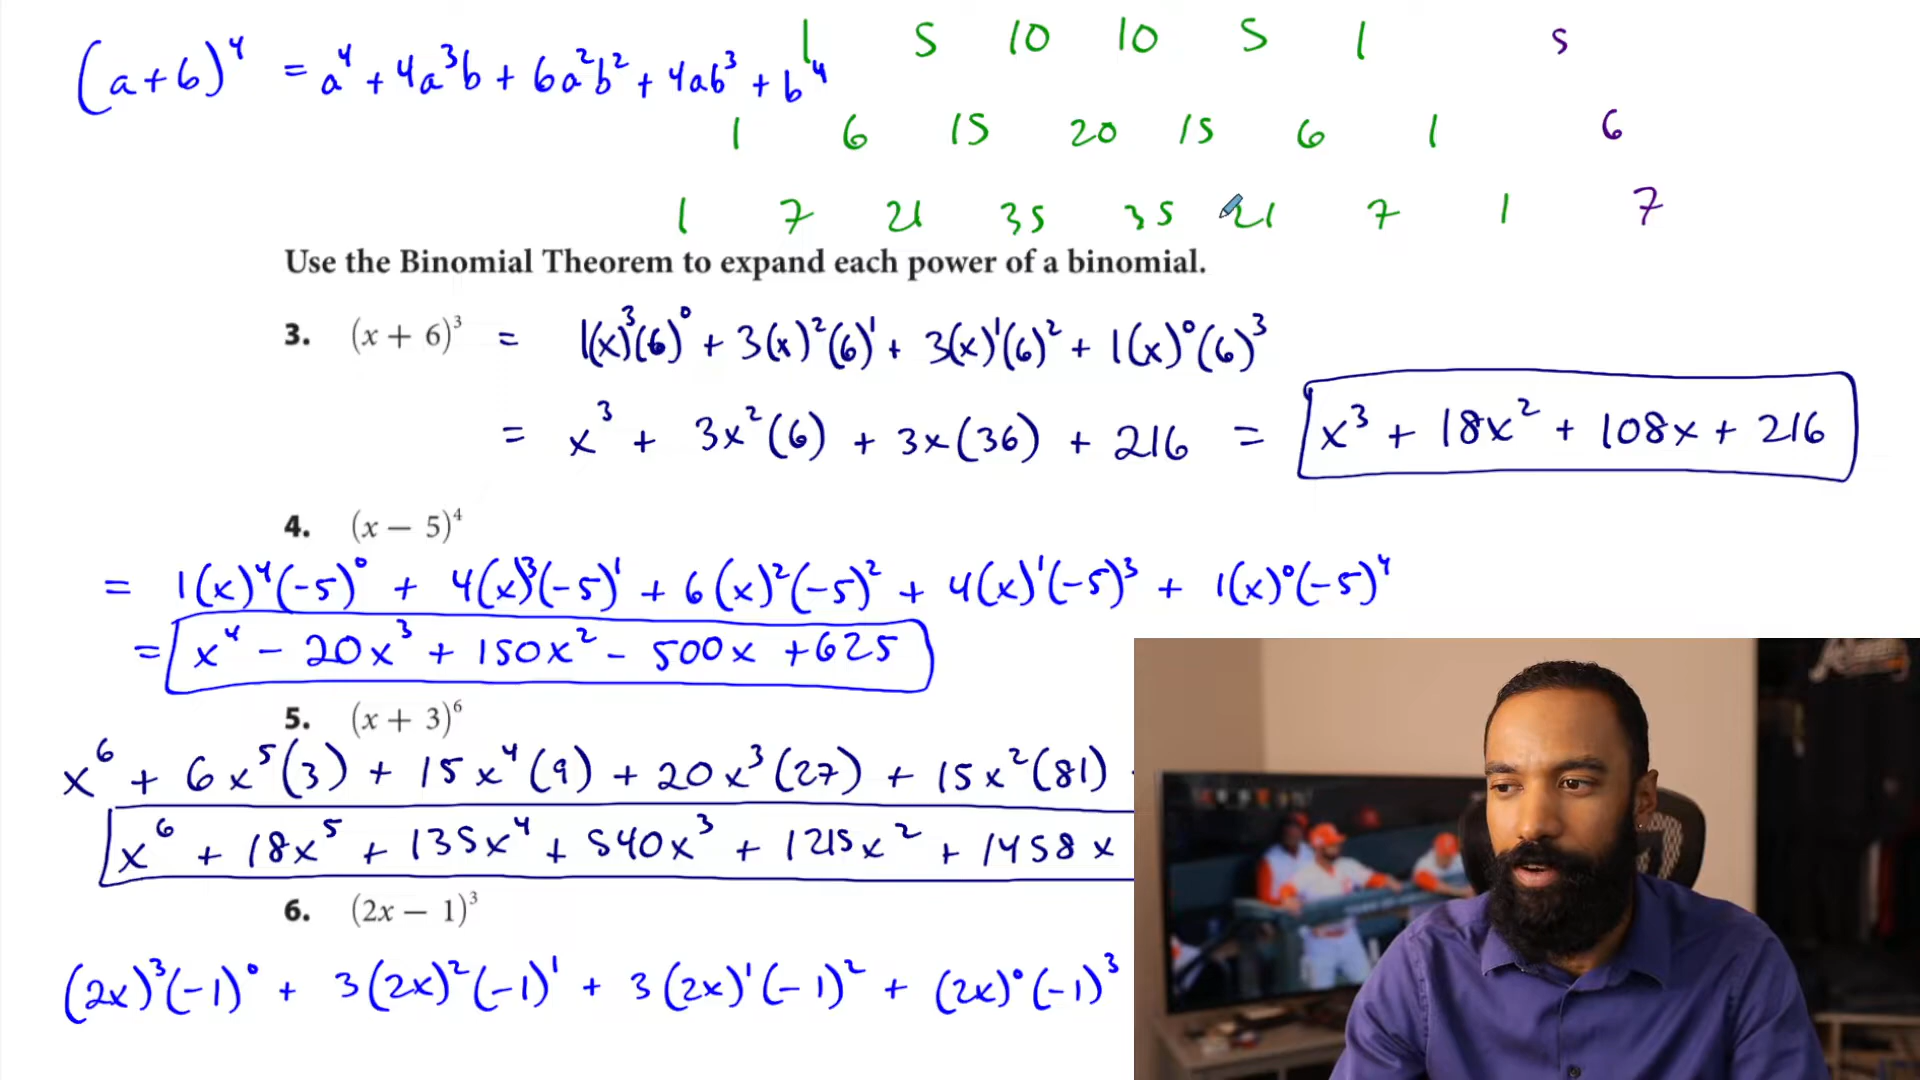 (a+b)⁴ = a⁴ + 4a³b + 6a²b² + 4ab³ + b⁴
1 5 10 10 5 1 5
1 6 15 20 15 6 1 6
1 7 21 35 35 21 7 1 7
Use the Binomial Theorem to expand each power of a binomial.
3. (x + 6)³ = 1(x)³(6)⁰ + 3(x)²(6)¹ + 3(x)¹(6)² + 1(x)⁰(6)³
= x³ + 3x²(6) + 3x(36) + 216 = x³ + 18x² + 108x + 216
4. (x − 5)⁴
= 1(x)⁴(-5)⁰ + 4(x)³(-5)¹ + 6(x)²(-5)² + 4(x)¹(-5)³ + 1(x)⁰(-5)⁴
= x⁴ − 20x³ + 150x² − 500x + 625
5. (x + 3)⁶
x⁶ + 6x⁵(3) + 15x⁴(9) + 20x³(27) + 15x²(81)
x⁶ + 18x⁵ + 135x⁴ + 540x³ + 1215x² + 1458x
6. (2x − 1)³
(2x)³(-1)⁰ + 3(2x)²(-1)¹ + 3(2x)¹(-1)² + (2x)⁰(-1)³